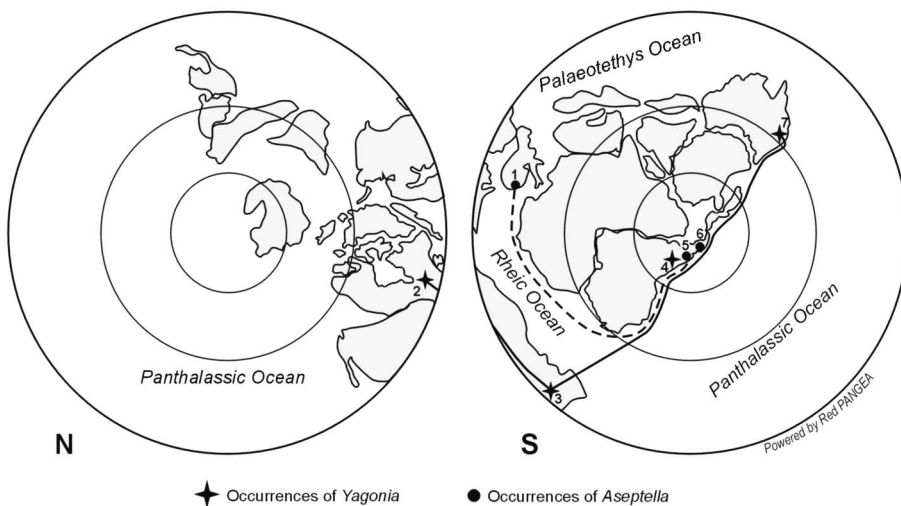 Palaeotethys Ocean
7
1
6
5
4
2
Rheic Ocean
Panthalassic Ocean
Panthalassic Ocean
3
Powered by Red PANGEA
N
S
Occurrences of Yagonia
Occurrences of Aseptella